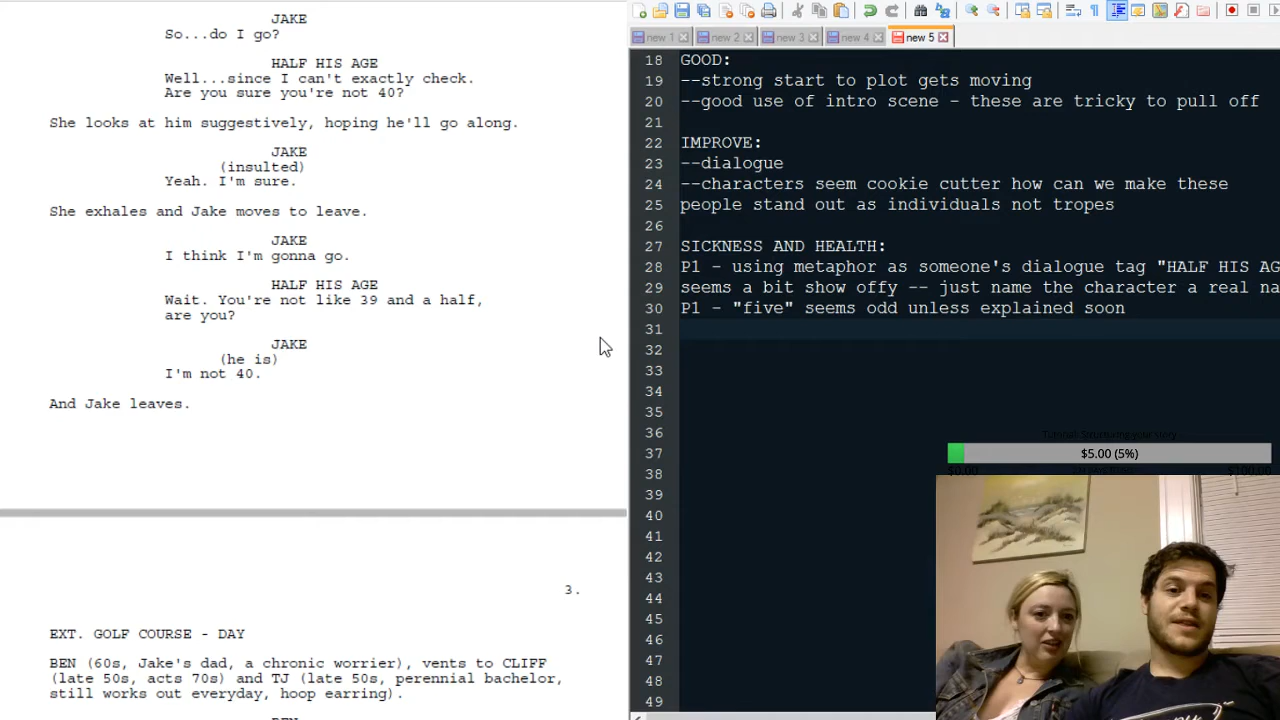 JAKE
So...do I go?
HALF HIS AGE
Well...since I can't exactly check.
Are you sure you're not 40?
She looks at him suggestively, hoping he'll go along.
JAKE
(insulted)
Yeah. I'm sure.
She exhales and Jake moves to leave.
JAKE
I think I'm gonna go.
HALF HIS AGE
Wait. You're not like 39 and a half,
are you?
JAKE
(he is)
I'm not 40.
And Jake leaves.
3.
EXT. GOLF COURSE - DAY
BEN (60s, Jake's dad, a chronic worrier), vents to CLIFF
(late 50s, acts 70s) and TJ (late 50s, perennial bachelor,
still works out everyday, hoop earring).
BEN
new 1 new 2 new 3 new 4 new 5
18 GOOD:
19 --strong start to plot gets moving
20 --good use of intro scene - these are tricky to pull off
21
22 IMPROVE:
23 --dialogue
24 --characters seem cookie cutter how can we make these
25 people stand out as individuals not tropes
26
27 SICKNESS AND HEALTH:
28 P1 - using metaphor as someone's dialogue tag "HALF HIS AG
29 seems a bit show offy -- just name the character a real na
30 P1 - "five" seems odd unless explained soon
31
32
33
34
35
36
37
38
39
40
41
42
43
44
45
46
47
48
49
Tutorial: Structuring your story
$5.00 (5%)
$0.00 $100.00